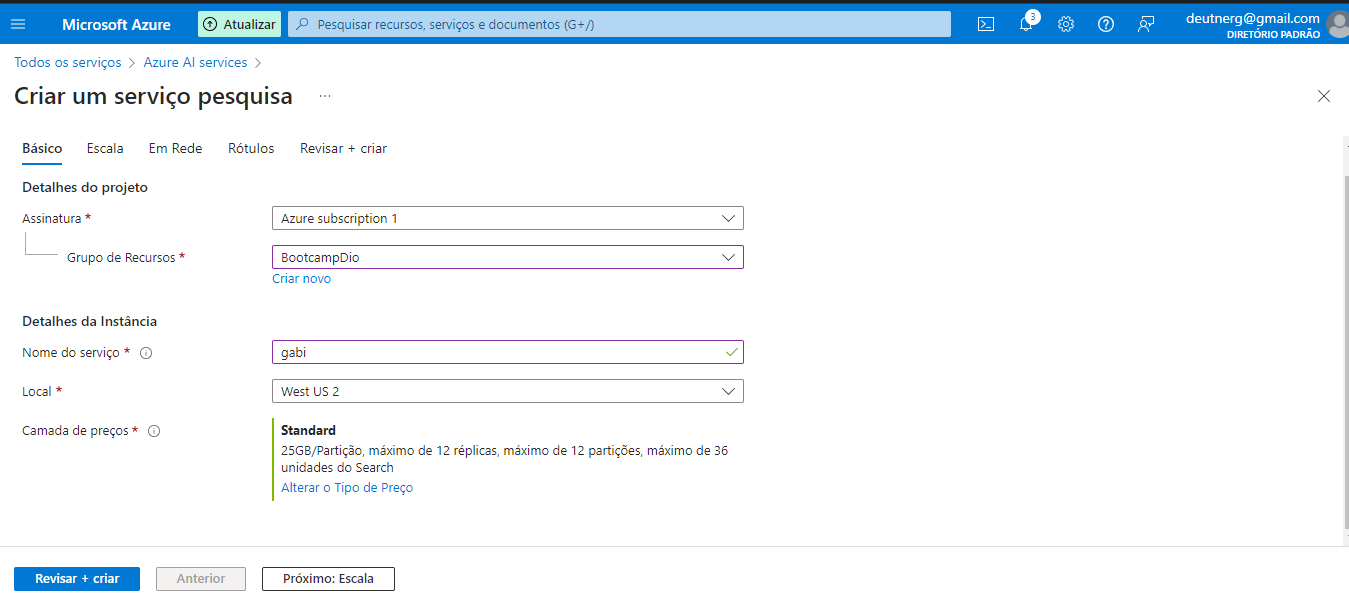 Microsoft Azure
Atualizar
Pesquisar recursos, serviços e documentos (G+/)
3
deutnerg@gmail.com
DIRETÓRIO PADRÃO
Todos os serviços > Azure AI services >
Criar um serviço pesquisa ...
Básico Escala Em Rede Rótulos Revisar + criar
Detalhes do projeto
Assinatura * Azure subscription 1
Grupo de Recursos * BootcampDio
Criar novo
Detalhes da Instância
Nome do serviço * gabi
Local * West US 2
Camada de preços * Standard
25GB/Partição, máximo de 12 réplicas, máximo de 12 partições, máximo de 36
unidades do Search
Alterar o Tipo de Preço
Revisar + criar Anterior Próximo: Escala